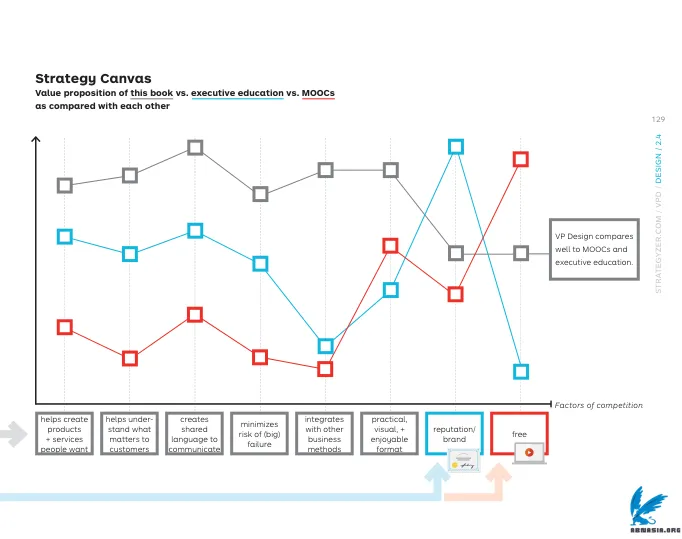 Strategy Canvas
Value proposition of this book vs. executive education vs. MOOCs
as compared with each other
129
STRATEGYZER.COM / VPD / DESIGN / 2.4
VP Design compares
well to MOOCs and
executive education.
Factors of competition
helps create
products
+ services
people want
helps under-
stand what
matters to
customers
creates
shared
language to
communicate
minimizes
risk of (big)
failure
integrates
with other
business
methods
practical,
visual, +
enjoyable
format
reputation/
brand
free
ABNASIA.ORG